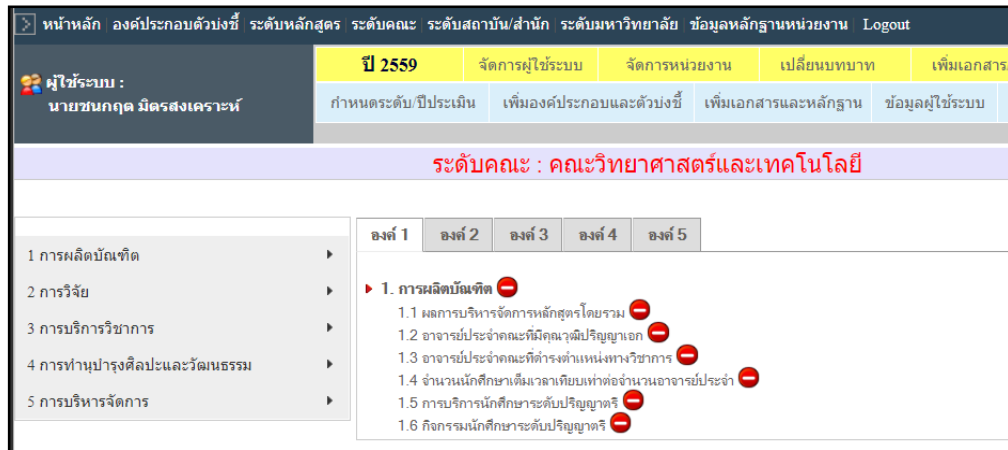 หน้าหลัก องค์ประกอบตัวบ่งชี้ ระดับหลักสูตร ระดับคณะ ระดับสถาบัน/สำนัก ระดับมหาวิทยาลัย ข้อมูลหลักฐานหน่วยงาน Logout
ผู้ใช้ระบบ :
นายชนกฤต มิตรสงเคราะห์
ปี 2559 จัดการผู้ใช้ระบบ จัดการหน่วยงาน เปลี่ยนบทบาท เพิ่มเอกสาร
กำหนดระดับ/ปีประเมิน เพิ่มองค์ประกอบและตัวบ่งชี้ เพิ่มเอกสารและหลักฐาน ข้อมูลผู้ใช้ระบบ
ระดับคณะ : คณะวิทยาศาสตร์และเทคโนโลยี
1 การผลิตบัณฑิต
2 การวิจัย
3 การบริการวิชาการ
4 การทำนุบำรุงศิลปะและวัฒนธรรม
5 การบริหารจัดการ
องค์ 1 องค์ 2 องค์ 3 องค์ 4 องค์ 5
1. การผลิตบัณฑิต
1.1 ผลการบริหารจัดการหลักสูตรโดยรวม
1.2 อาจารย์ประจำคณะที่มีคุณวุฒิปริญญาเอก
1.3 อาจารย์ประจำคณะที่ดำรงตำแหน่งทางวิชาการ
1.4 จำนวนนักศึกษาเต็มเวลาเทียบเท่าต่อจำนวนอาจารย์ประจำ
1.5 การบริการนักศึกษาระดับปริญญาตรี
1.6 กิจกรรมนักศึกษาระดับปริญญาตรี